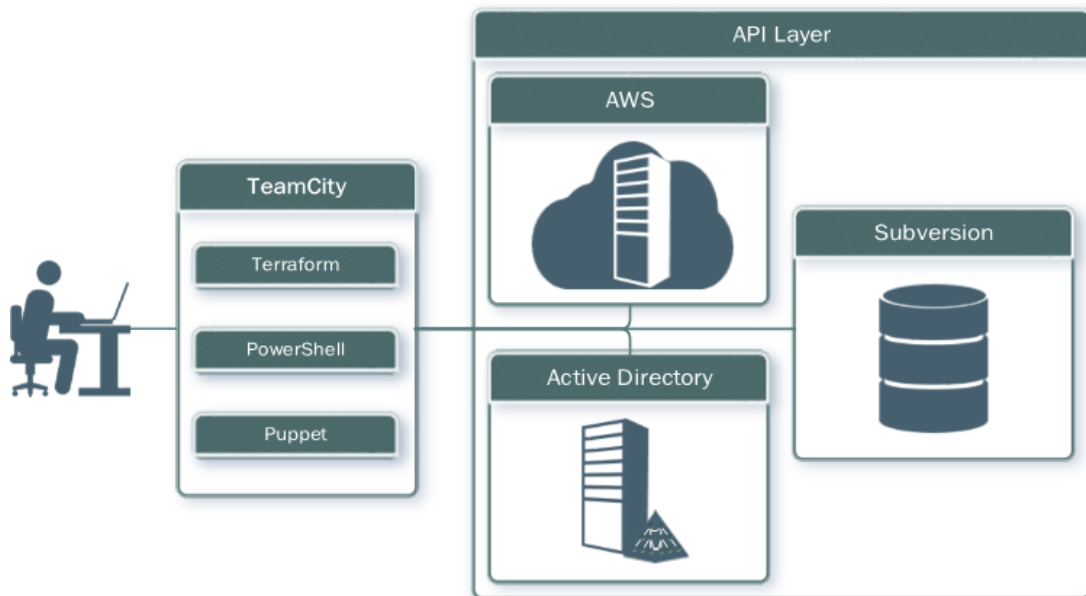 API Layer
AWS
TeamCity
Subversion
Terraform
PowerShell
Active Directory
Puppet